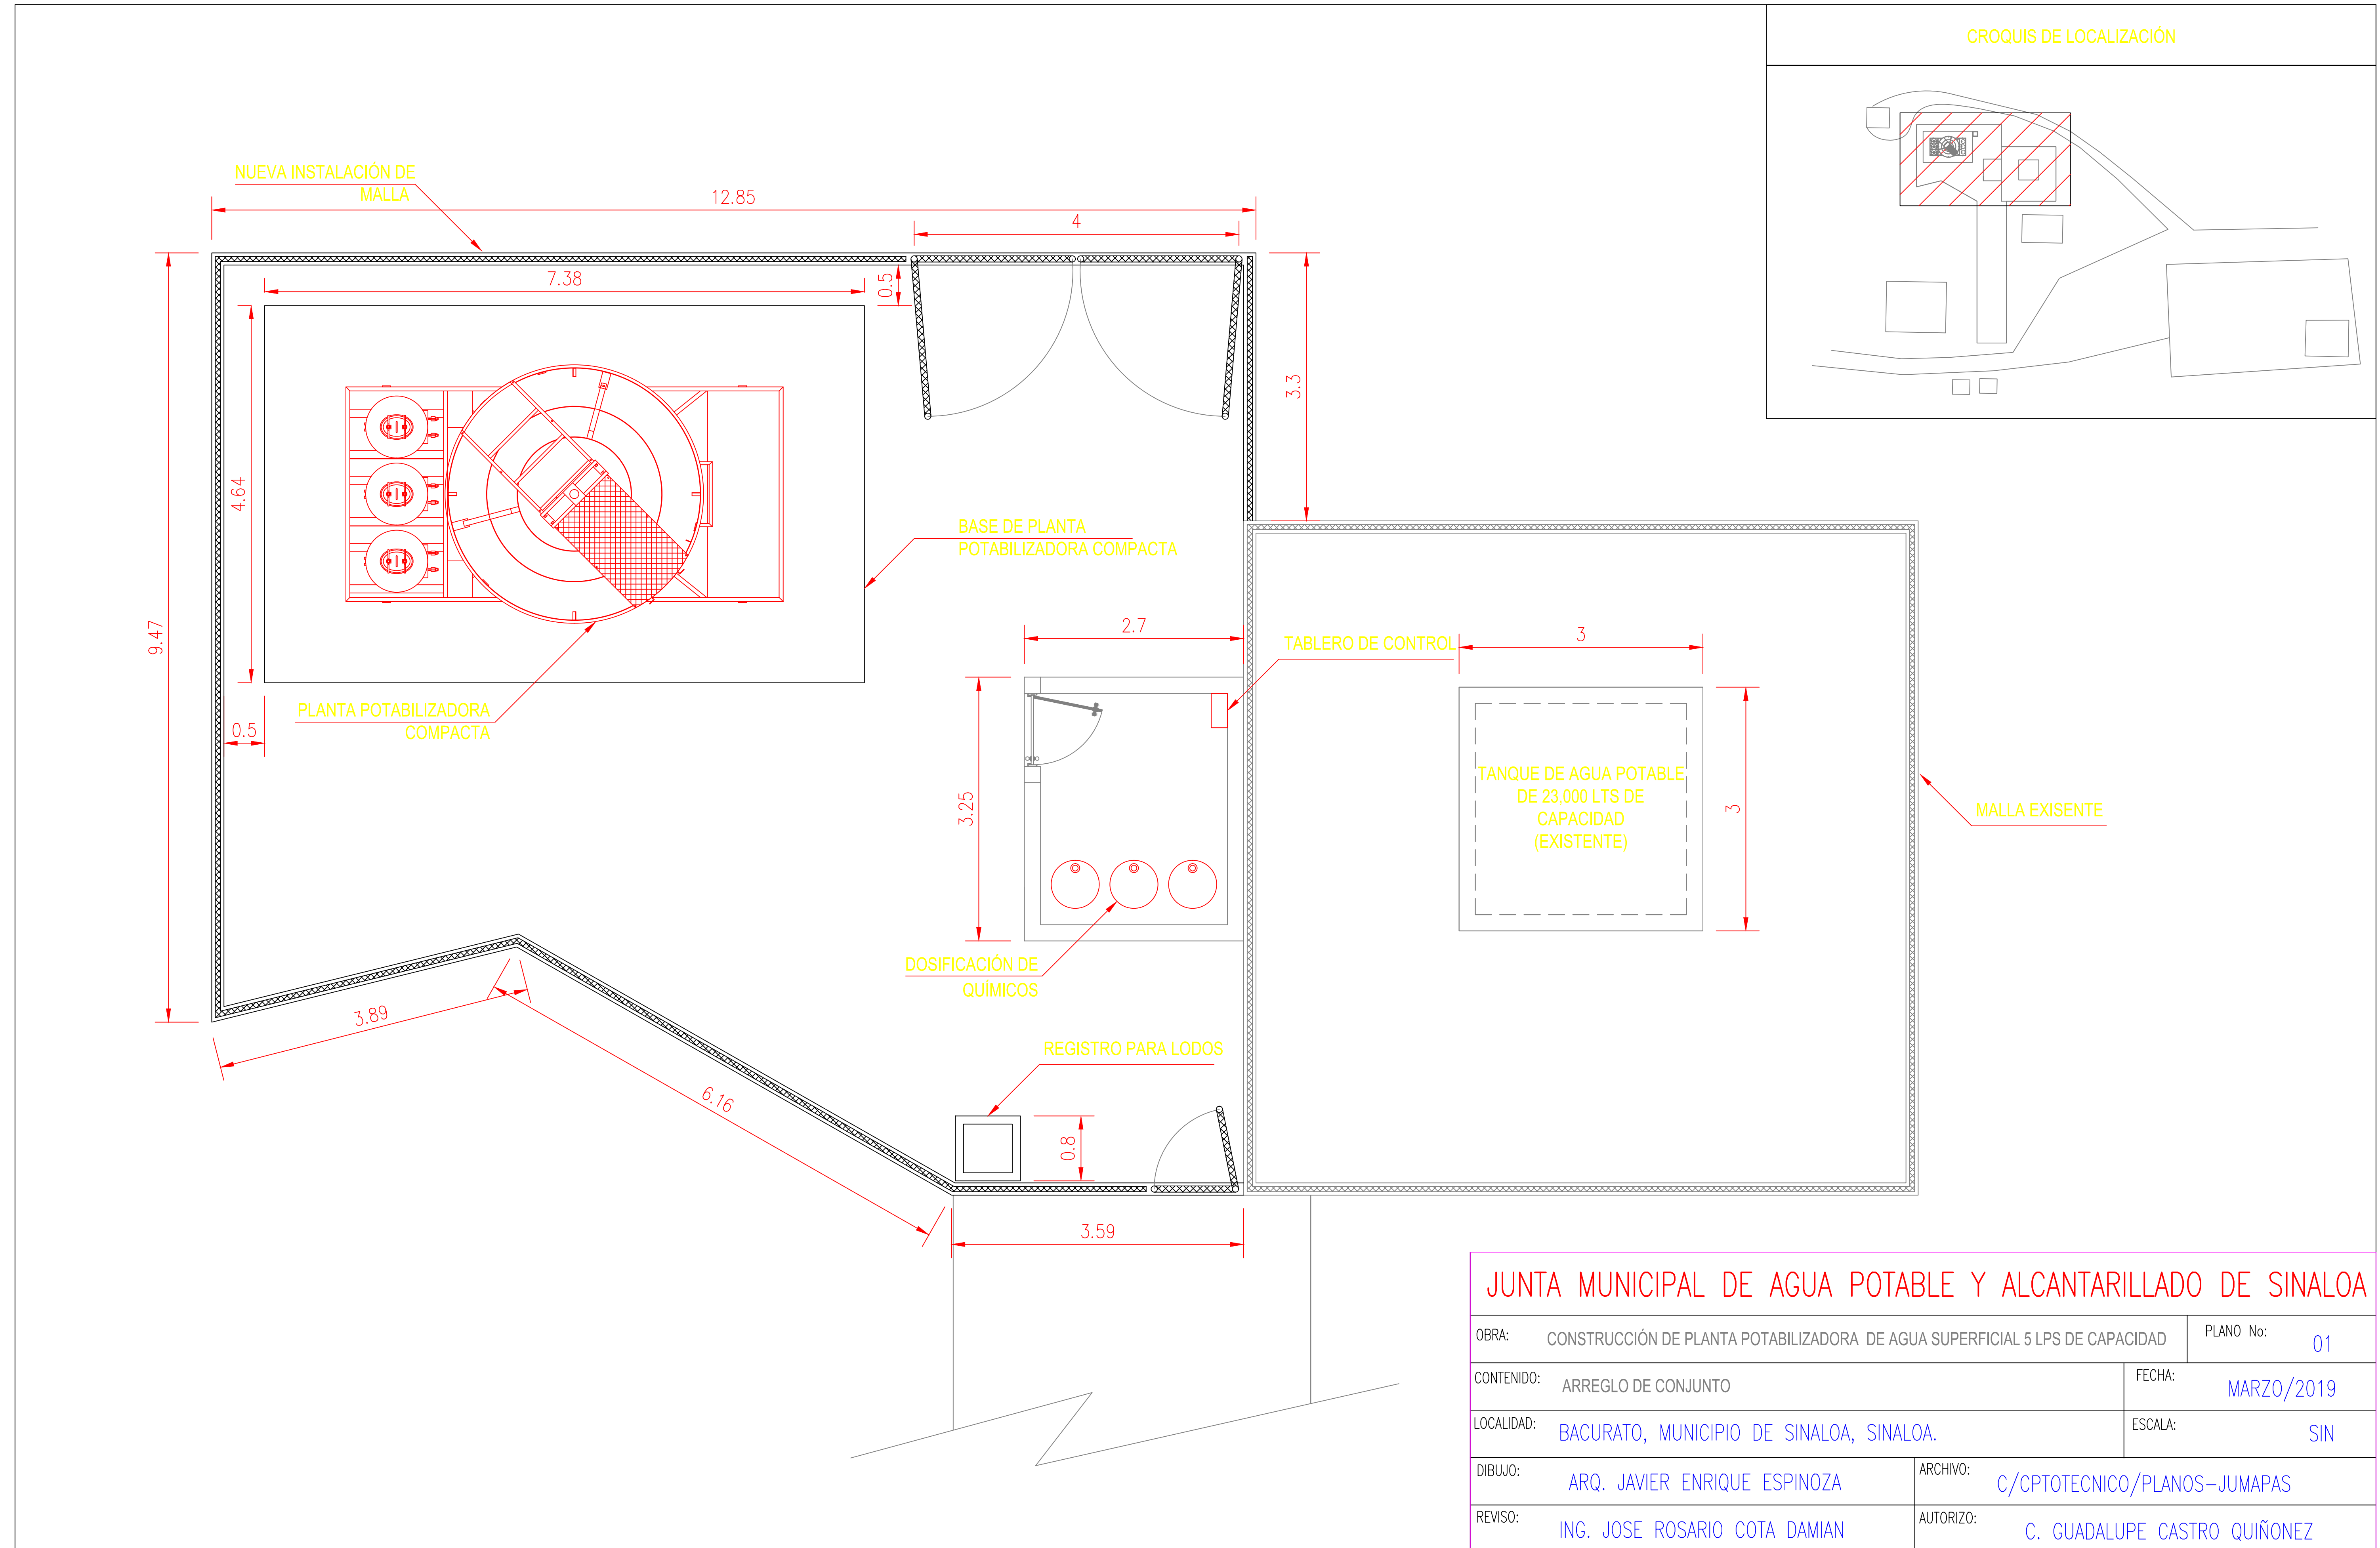 CROQUIS DE LOCALIZACIÓN
NUEVA INSTALACIÓN DE
MALLA
12.85
4
7.38
0.5
3.3
4.64
9.47
BASE DE PLANTA
POTABILIZADORA COMPACTA
2.7
TABLERO DE CONTROL
3
PLANTA POTABILIZADORA
COMPACTA
0.5
3.25
TANQUE DE AGUA POTABLE
DE 23,000 LTS DE
CAPACIDAD
(EXISTENTE)
3
MALLA EXISENTE
DOSIFICACIÓN DE
QUÍMICOS
3.89
REGISTRO PARA LODOS
6.16
0.8
3.59
JUNTA MUNICIPAL DE AGUA POTABLE Y ALCANTARILLADO DE SINALOA
OBRA: CONSTRUCCIÓN DE PLANTA POTABILIZADORA DE AGUA SUPERFICIAL 5 LPS DE CAPACIDAD PLANO No: 01
CONTENIDO: ARREGLO DE CONJUNTO FECHA: MARZO/2019
LOCALIDAD: BACURATO, MUNICIPIO DE SINALOA, SINALOA. ESCALA: SIN
DIBUJO: ARQ. JAVIER ENRIQUE ESPINOZA ARCHIVO: C/CPTOTECNICO/PLANOS-JUMAPAS
REVISO: ING. JOSE ROSARIO COTA DAMIAN AUTORIZO: C. GUADALUPE CASTRO QUIÑONEZ